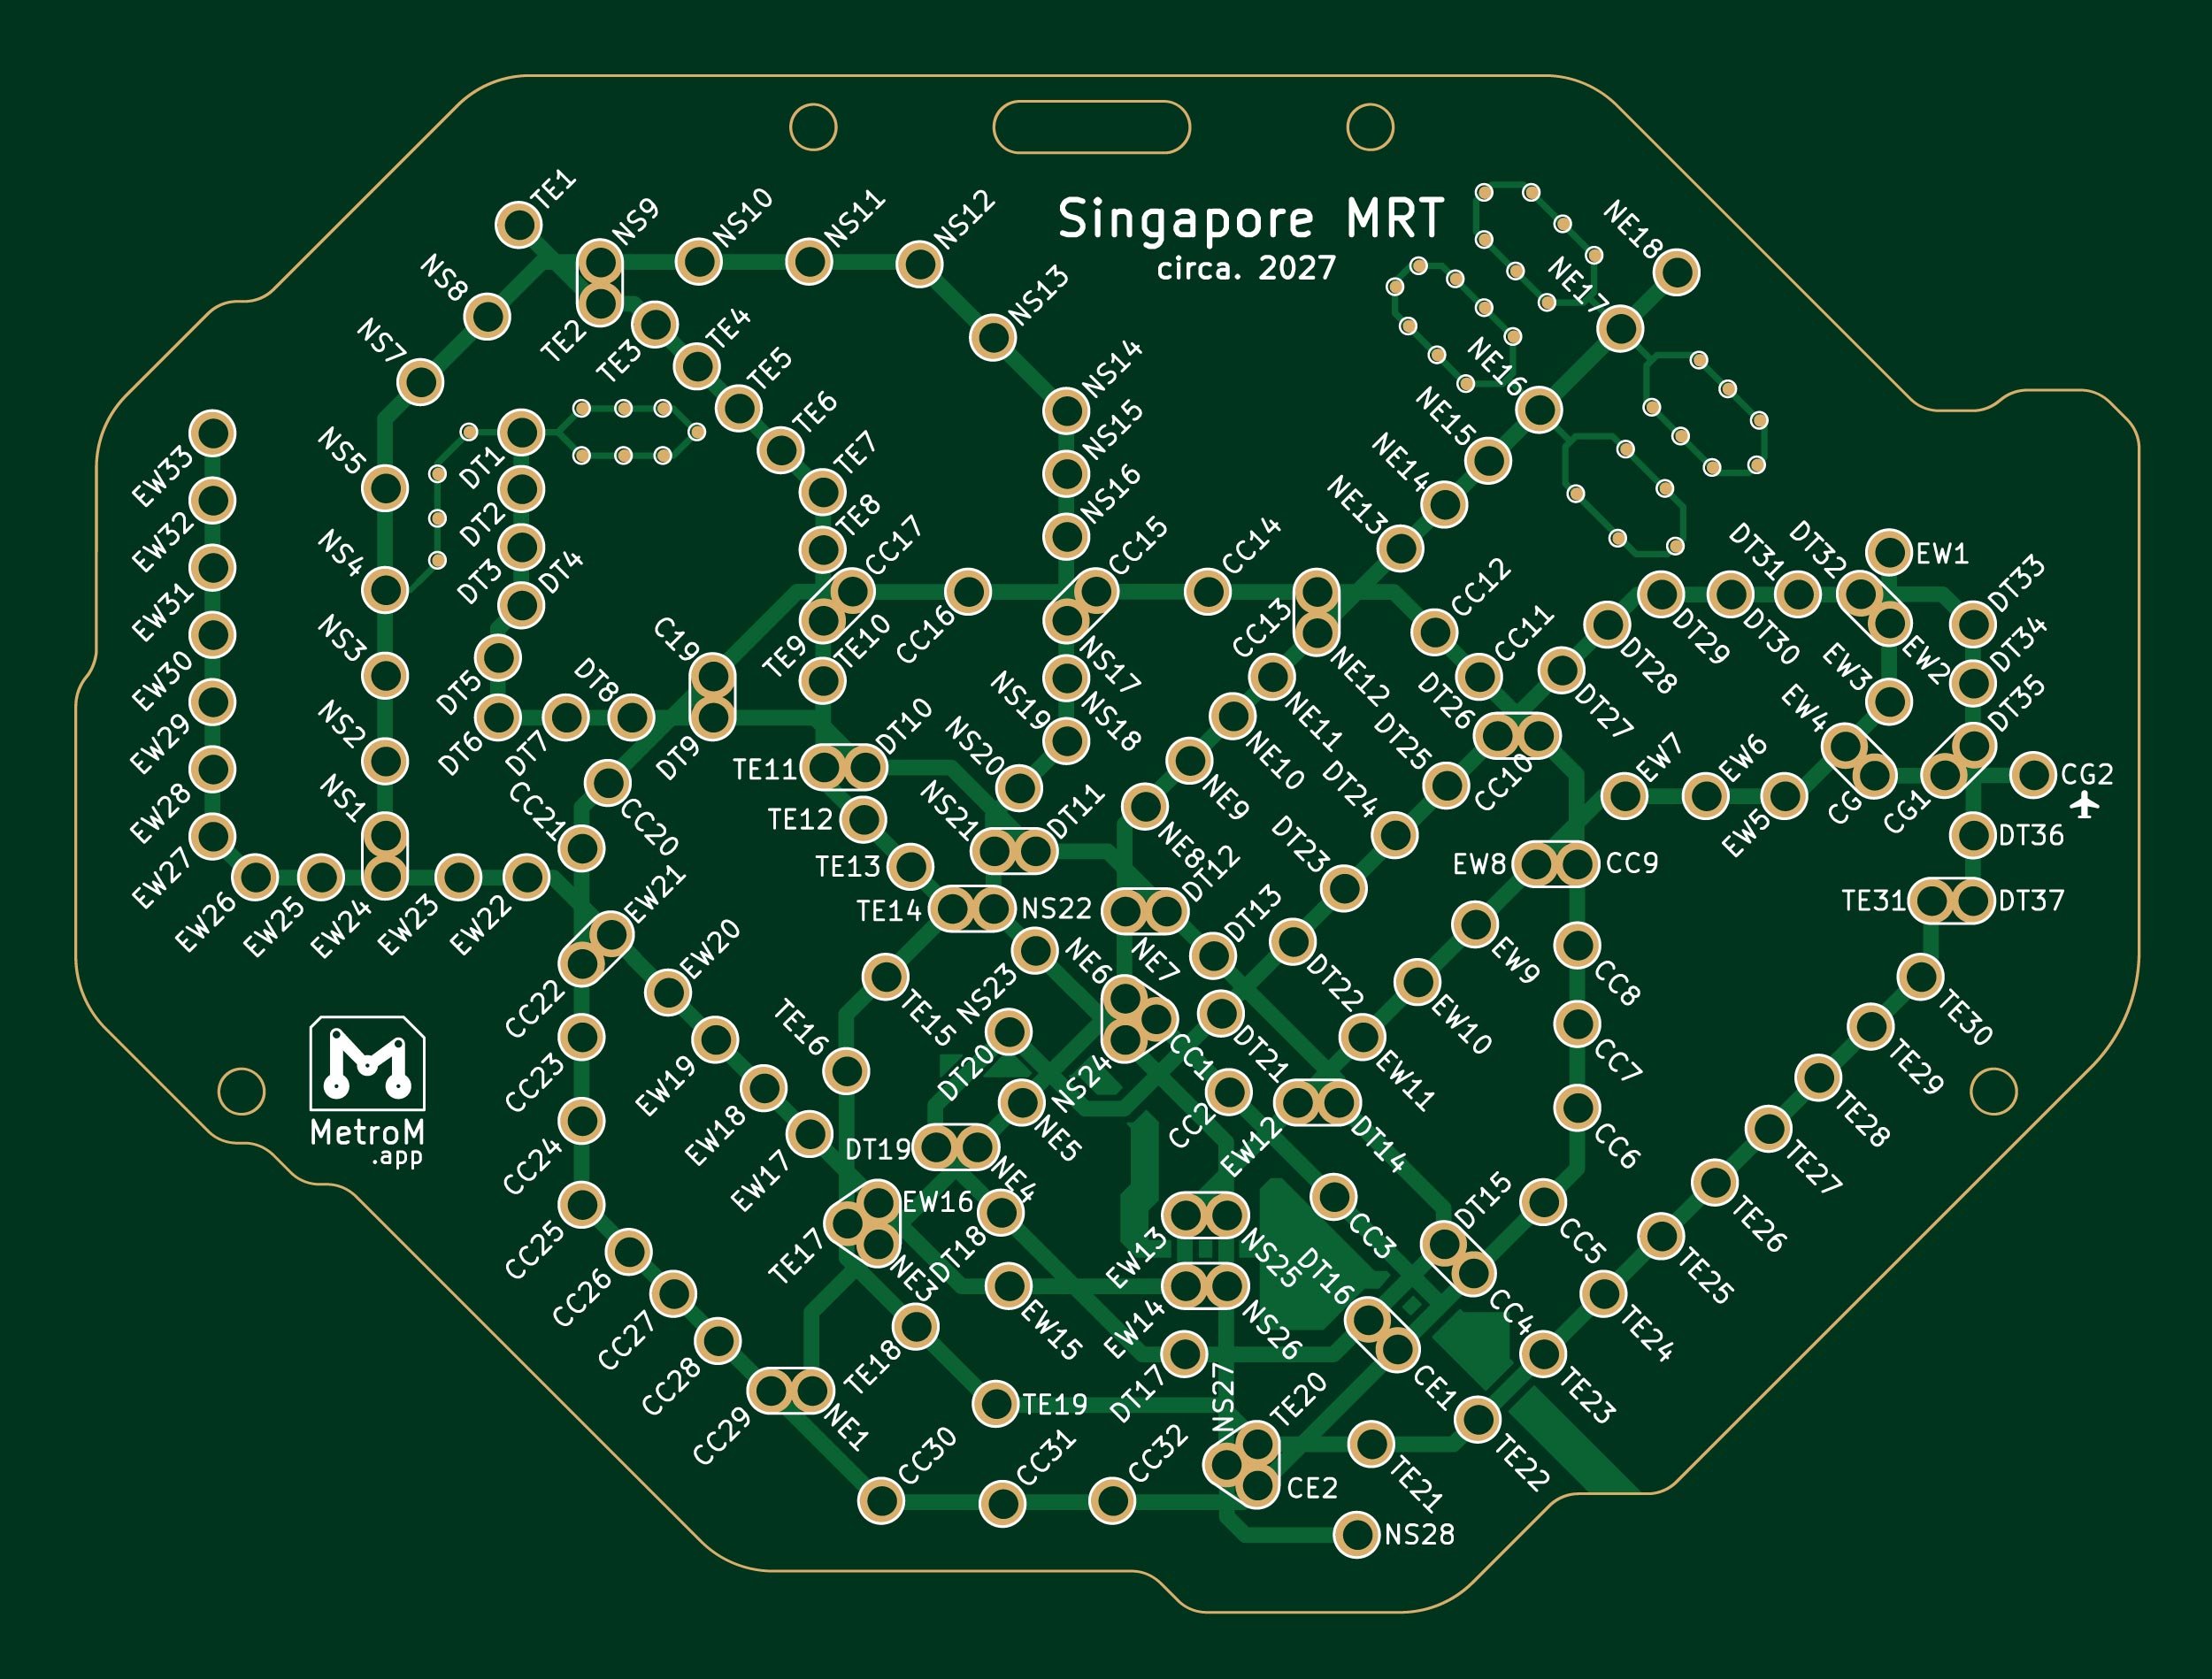 TE1
NS9
NS10
NS11
NS12
Singapore MRT
circa. 2027
NE18
NS8
NE17
NS13
TE2
TE3
TE4
NS7
NS14
NE16
TE5
NE15
TE6
NS15
NE14
NS5
TE7
EW33
DT1
NS16
NE13
TE8
DT2
EW32
NS4
CC17
CC15
CC14
DT31
DT32
EW1
DT3
DT4
CC12
DT33
EW31
NS3
C19
TE9
TE10
CC16
CC13
CC11
DT29
DT30
DT34
EW30
DT5
DT8
NS17
NE12
DT28
EW3
EW2
EW29
NS2
DT6
DT7
DT9
DT10
NS19
NS18
NE11
DT26
DT27
EW4
DT35
TE11
NS20
NE10
DT25
CC10
EW7
EW6
CG
CG1
CG2
EW28
NS1
CC21
CC20
TE12
NS21
DT11
NE9
DT24
EW5
DT36
EW27
TE13
NE8
DT12
DT23
EW8
CC9
EW26
EW25
EW24
EW23
EW22
EW21
TE14
NS22
DT13
TE31
DT37
EW20
NE6
NE7
DT22
EW9
CC8
CC22
TE15
NS23
EW10
TE30
TE16
CC1
DT21
CC7
CC23
EW19
DT20
NS24
EW11
TE29
MetroM
.app
EW18
DT19
NE5
CC2
EW12
DT14
CC6
TE28
CC24
EW17
NE4
EW16
DT15
TE27
CC25
TE17
DT18
NE3
EW13
NS25
CC3
CC5
TE26
CC26
EW15
EW14
NS26
DT16
CC4
TE25
CC27
TE18
DT17
NS27
CE1
TE24
CC28
TE19
TE20
TE23
CC29
NE1
CC30
CC31
CC32
CE2
TE21
TE22
NS28